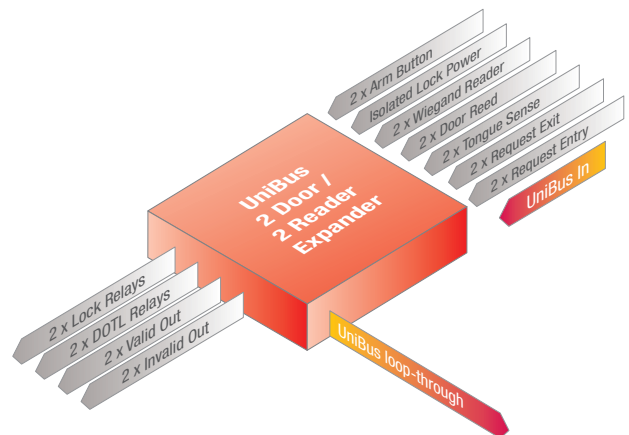 2 x Arm Button
Isolated Lock Power
2 x Wiegand Reader
2 x Door Reed
2 x Tongue Sense
2 x Request Exit
2 x Request Entry
UniBus In
UniBus
2 Door /
2 Reader
Expander
2 x Lock Relays
2 x DOTL Relays
2 x Valid Out
2 x Invalid Out
UniBus loop-through